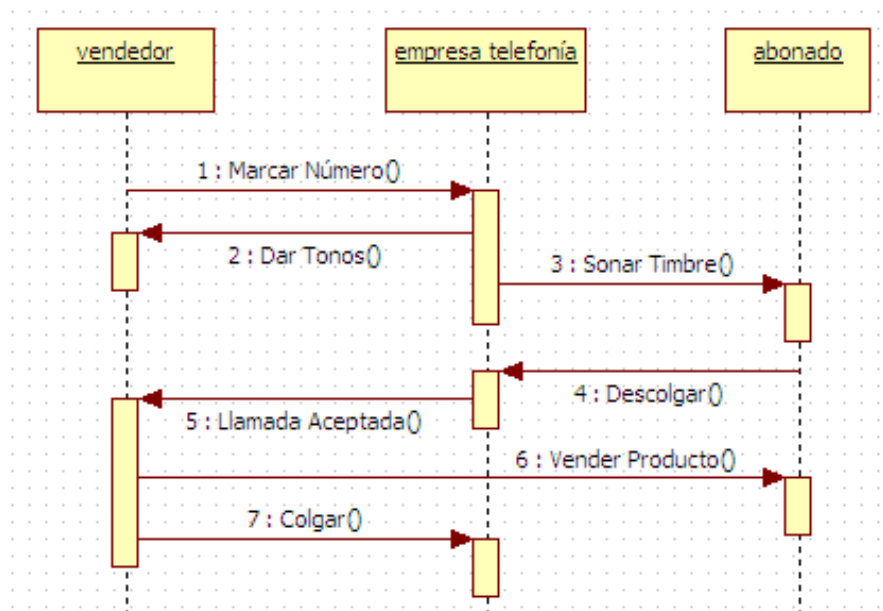 vendedor
empresa telefonía
abonado
1 : Marcar Número()
2 : Dar Tonos()
3 : Sonar Timbre()
4 : Descolgar()
5 : Llamada Aceptada()
6 : Vender Producto()
7 : Colgar()